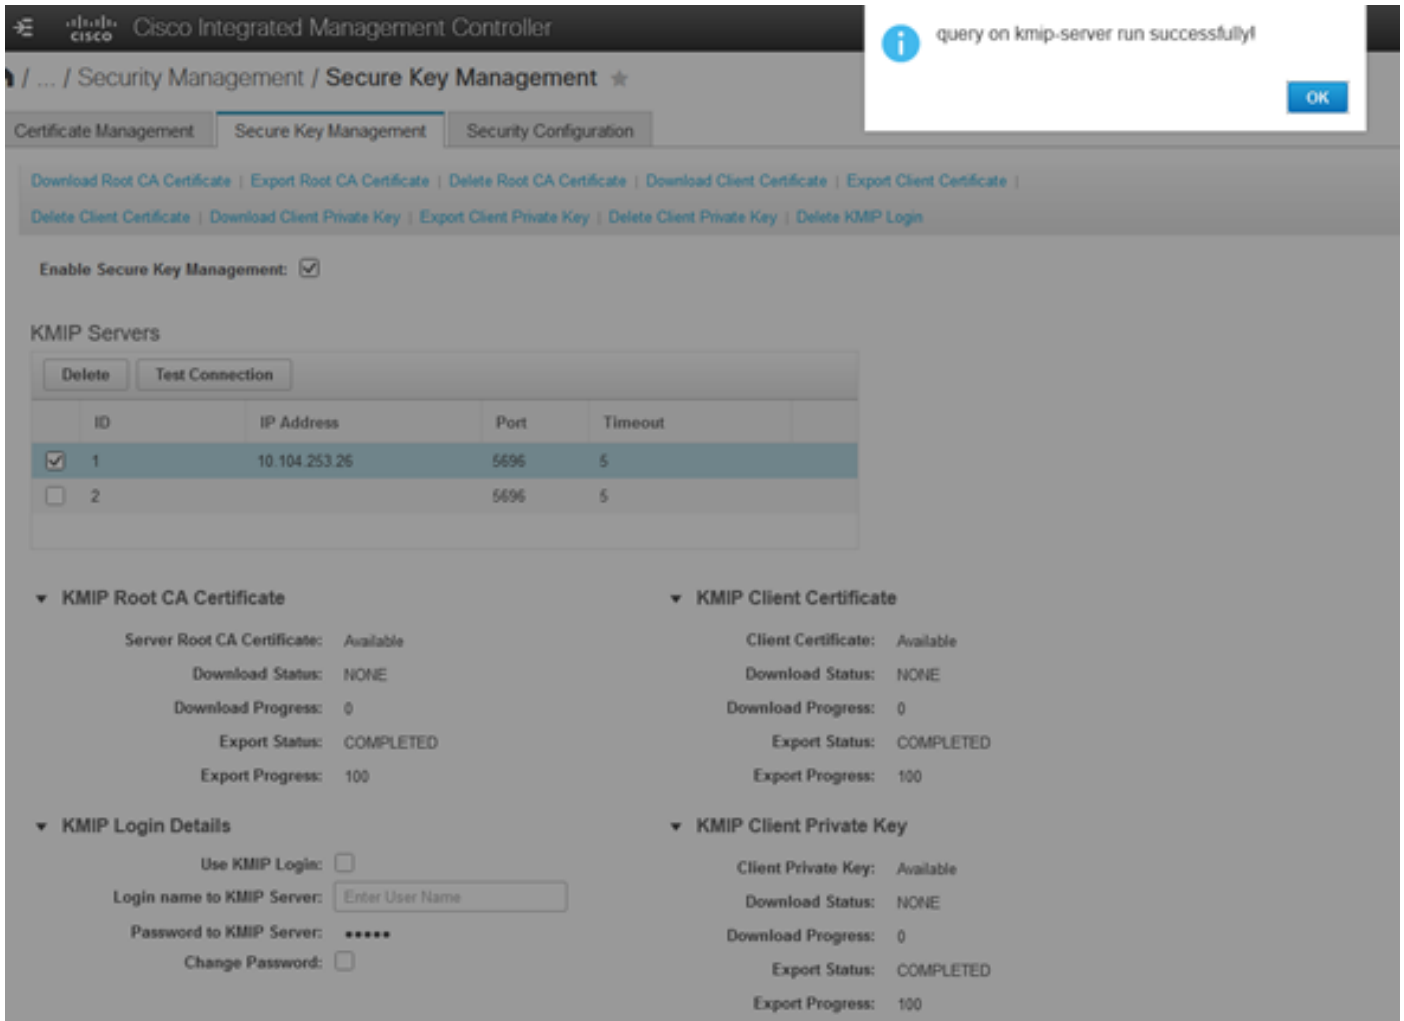 cisco Cisco Integrated Management Controller
query on kmip-server run successfully!
OK
/ ... / Security Management / Secure Key Management
Certificate Management Secure Key Management Security Configuration
Download Root CA Certificate | Export Root CA Certificate | Delete Root CA Certificate | Download Client Certificate | Export Client Certificate |
Delete Client Certificate | Download Client Private Key | Export Client Private Key | Delete Client Private Key | Delete KMIP Login
Enable Secure Key Management:
KMIP Servers
Delete Test Connection
ID IP Address Port Timeout
1 10.104.253.26 5696 5
2 5696 5
KMIP Root CA Certificate
Server Root CA Certificate: Available
Download Status: NONE
Download Progress: 0
Export Status: COMPLETED
Export Progress: 100
KMIP Client Certificate
Client Certificate: Available
Download Status: NONE
Download Progress: 0
Export Status: COMPLETED
Export Progress: 100
KMIP Login Details
Use KMIP Login:
Login name to KMIP Server: Enter User Name
Password to KMIP Server: •••••
Change Password:
KMIP Client Private Key
Client Private Key: Available
Download Status: NONE
Download Progress: 0
Export Status: COMPLETED
Export Progress: 100